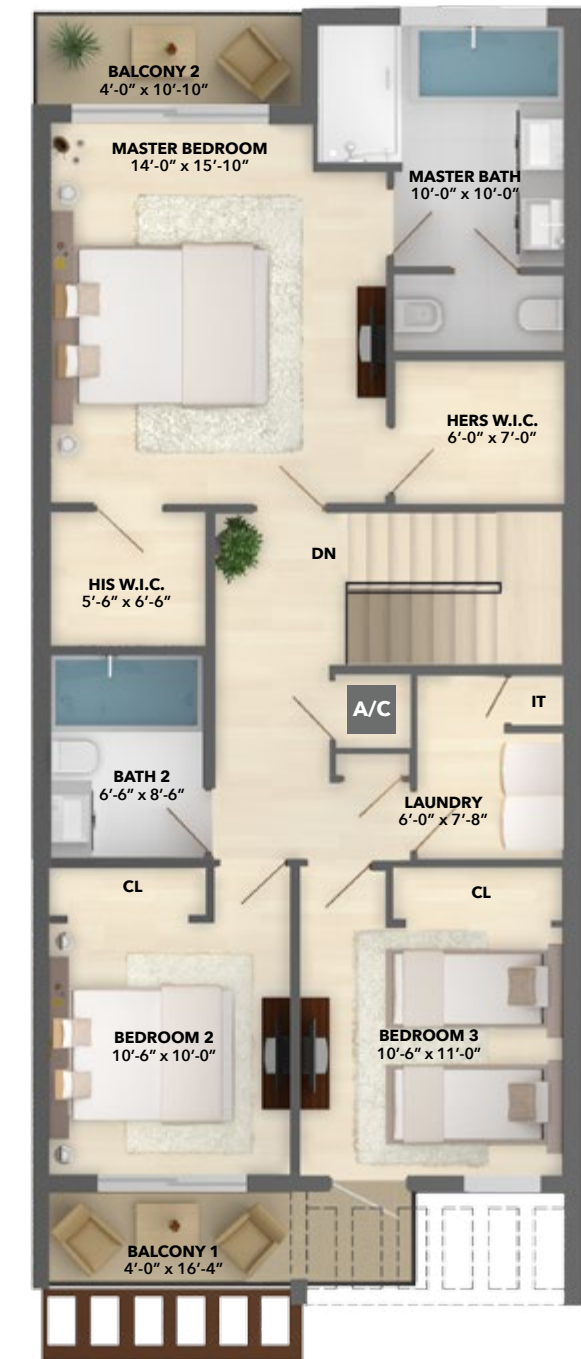 BALCONY 2
4'-0" x 10'-10"
MASTER BEDROOM
14'-0" x 15'-10"
MASTER BATH
10'-0" x 10'-0"
HERS W.I.C.
6'-0" x 7'-0"
DN
HIS W.I.C.
5'-6" x 6'-6"
IT
A/C
BATH 2
6'-6" x 8'-6"
LAUNDRY
6'-0" x 7'-8"
CL
CL
BEDROOM 2
10'-6" x 10'-0"
BEDROOM 3
10'-6" x 11'-0"
BALCONY 1
4'-0" x 16'-4"